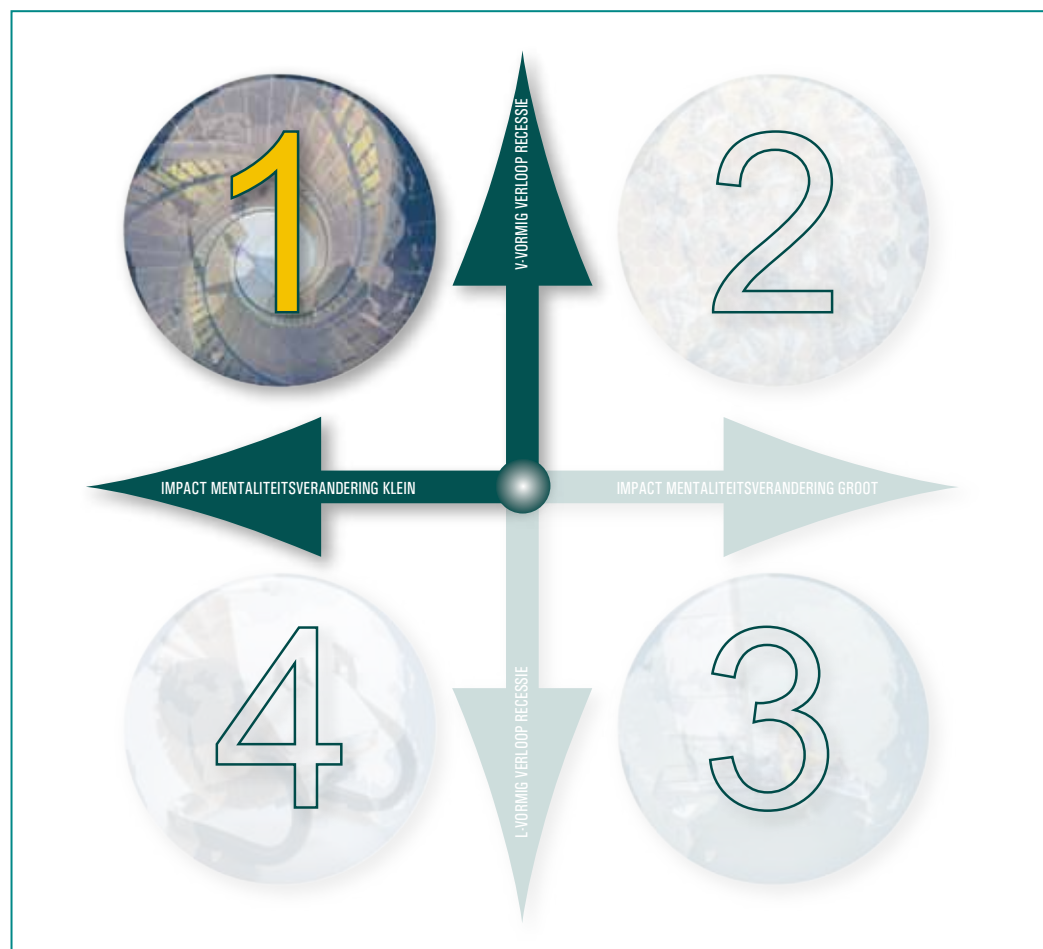 1
V-VORMIG VERLOOP RECESSIE
2
IMPACT MENTALITEITSVERANDERING KLEIN
IMPACT MENTALITEITSVERANDERING GROOT
4
L-VORMIG VERLOOP RECESSIE
3